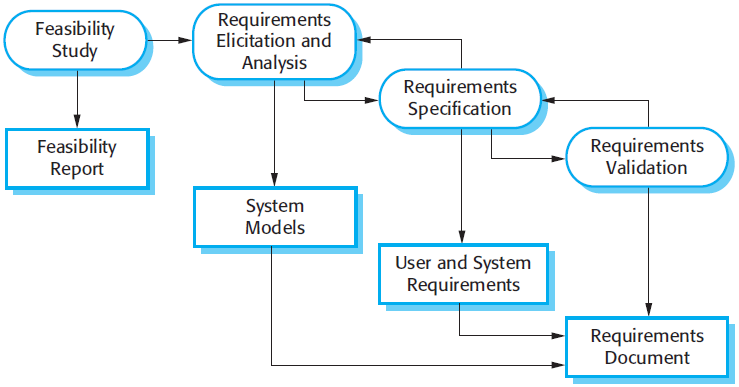 Feasibility
Study
Requirements
Elicitation and
Analysis
Requirements
Specification
Requirements
Validation
Feasibility
Report
System
Models
User and System
Requirements
Requirements
Document